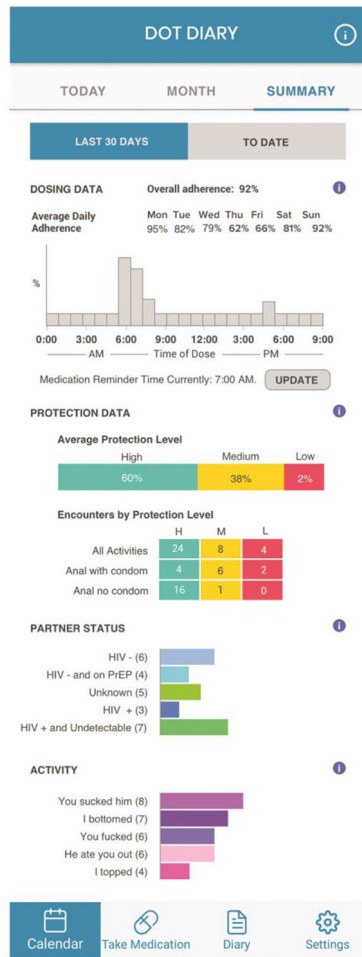 DOT DIARY
TODAY MONTH SUMMARY
LAST 30 DAYS TO DATE
DOSING DATA Overall adherence: 92%
Average Daily Adherence
Mon Tue Wed Thu Fri Sat Sun
95% 82% 79% 62% 66% 81% 92%
%
0:00 3:00 6:00 9:00 12:00 3:00 6:00 9:00
AM Time of Dose PM
Medication Reminder Time Currently: 7:00 AM. UPDATE
PROTECTION DATA
Average Protection Level
High Medium Low
60% 38% 2%
Encounters by Protection Level
H M L
All Activities 24 8 4
Anal with condom 4 6 2
Anal no condom 16 1 0
PARTNER STATUS
HIV - (6)
HIV - and on PrEP (4)
Unknown (5)
HIV + (3)
HIV + and Undetectable (7)
ACTIVITY
You sucked him (8)
I bottomed (7)
You fucked (6)
He ate you out (6)
I topped (4)
Calendar Take Medication Diary Settings